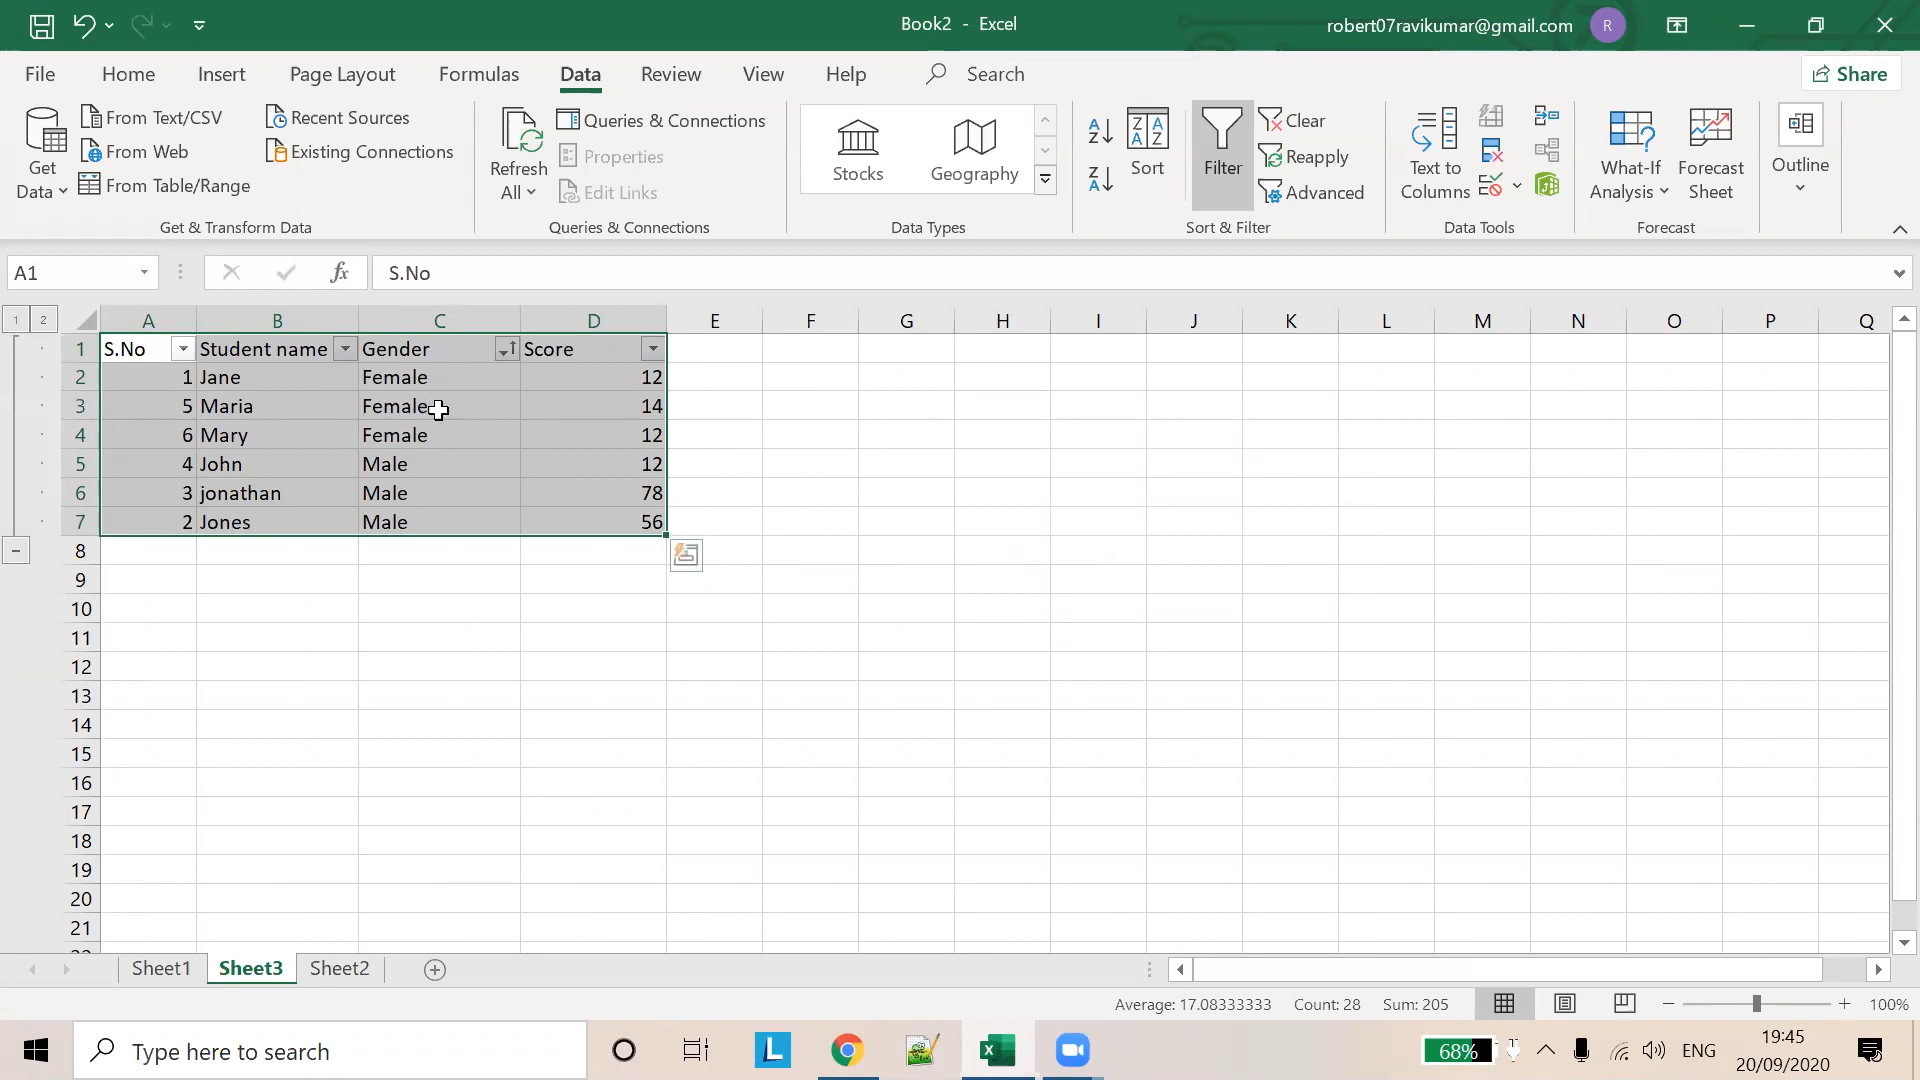 Book2 - Excel
robert07ravikumar@gmail.com
R
File Home Insert Page Layout Formulas Data Review View Help Search Share
Get Data
From Text/CSV
From Web
From Table/Range
Recent Sources
Existing Connections
Get & Transform Data
Refresh All
Queries & Connections
Properties
Edit Links
Queries & Connections
Stocks
Geography
Data Types
Sort
Filter
Clear
Reapply
Advanced
Sort & Filter
Text to Columns
Data Tools
What-If Analysis
Forecast Sheet
Forecast
Outline
A1 fx S.No
1 2
A B C D E F G H I J K L M N O P Q
1 S.No Student name Gender Score
2 1 Jane Female 12
3 5 Maria Female 14
4 6 Mary Female 12
5 4 John Male 12
6 3 jonathan Male 78
7 2 Jones Male 56
8
9
10
11
12
13
14
15
16
17
18
19
20
21
Sheet1 Sheet3 Sheet2
Average: 17.08333333 Count: 28 Sum: 205 100%
Type here to search
L
68%
ENG
19:45
20/09/2020